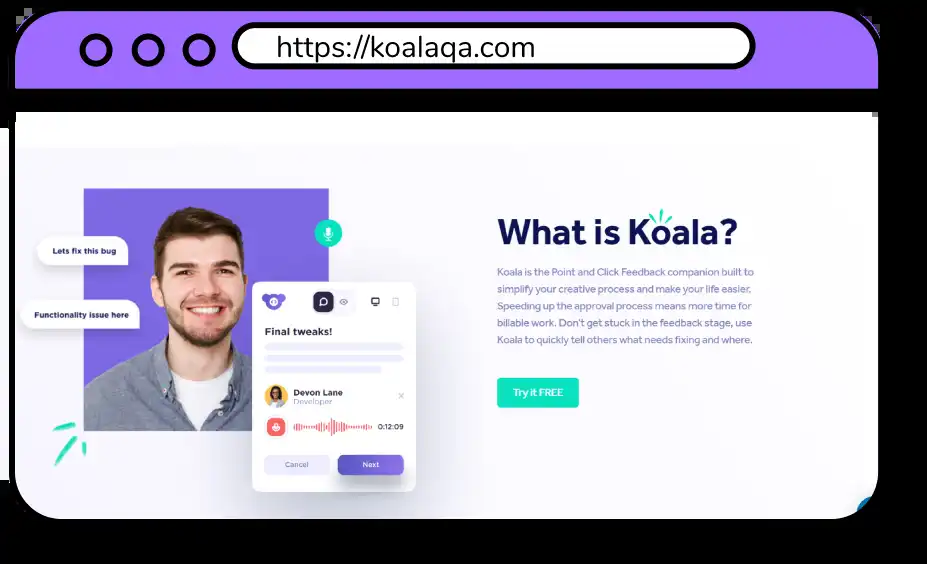 https://koalaqa.com
Lets fix this bug
Functionality issue here
Final tweaks!
Devon Lane
Developer
0:12:09
Cancel
Next
What is Koala?
Koala is the Point and Click Feedback companion built to
simplify your creative process and make your life easier.
Speeding up the approval process means more time for
billable work. Don't get stuck in the feedback stage, use
Koala to quickly tell others what needs fixing and where.
Try it FREE